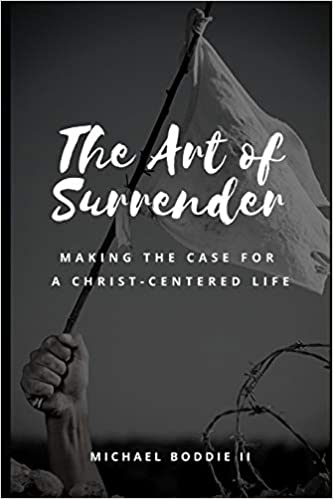 The Art of
Surrender
MAKING THE CASE FOR
A CHRIST-CENTERED LIFE
MICHAEL BODDIE II